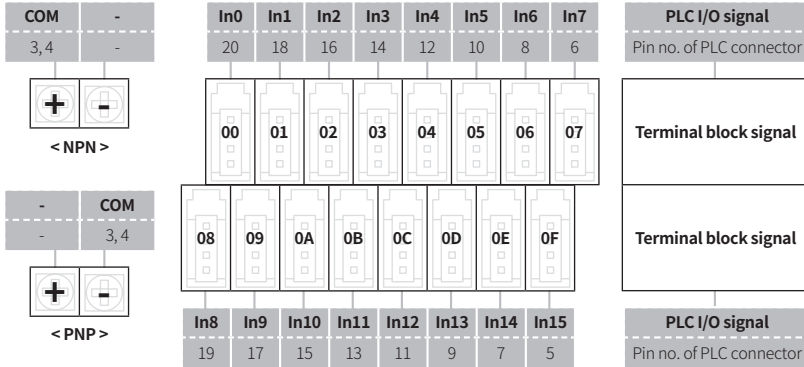 COM -
3, 4 -
+ -
< NPN >
- COM
- 3, 4
+ -
< PNP >
In0 In1 In2 In3 In4 In5 In6 In7
20 18 16 14 12 10 8 6
00 01 02 03 04 05 06 07
08 09 0A 0B 0C 0D 0E 0F
In8 In9 In10 In11 In12 In13 In14 In15
19 17 15 13 11 9 7 5
PLC I/O signal
Pin no. of PLC connector
Terminal block signal
Terminal block signal
PLC I/O signal
Pin no. of PLC connector